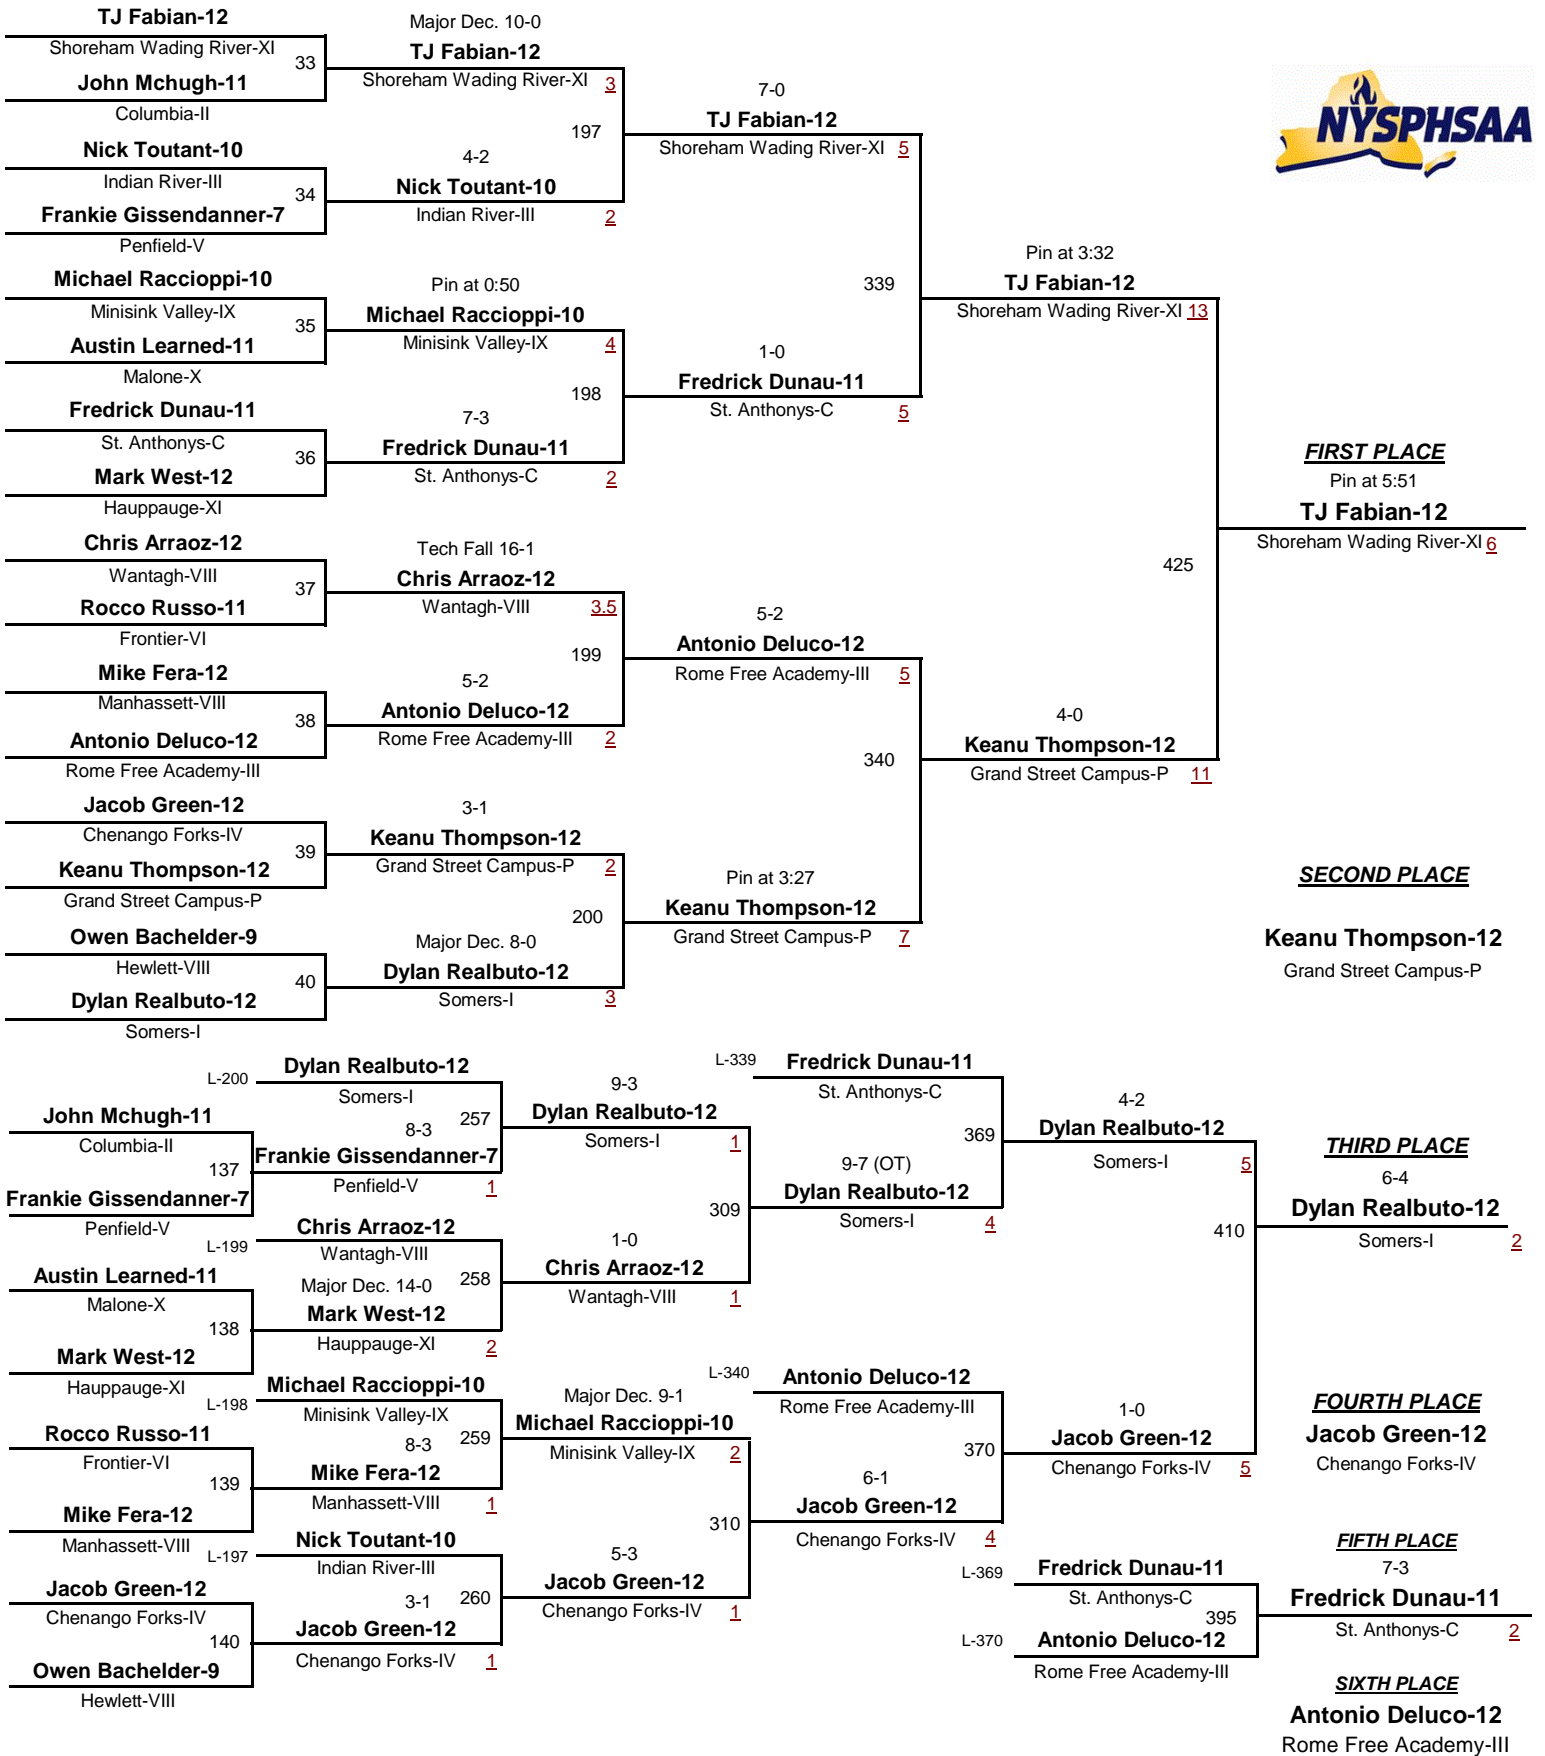 TJ Fabian-12
Shoreham Wading River-XI
33
John Mchugh-11
Columbia-II
Nick Toutant-10
Indian River-III
34
Frankie Gissendanner-7
Penfield-V
Michael Raccioppi-10
Minisink Valley-IX
35
Austin Learned-11
Malone-X
Fredrick Dunau-11
St. Anthonys-C
36
Mark West-12
Hauppauge-XI
Chris Arraoz-12
Wantagh-VIII
37
Rocco Russo-11
Frontier-VI
Mike Fera-12
Manhassett-VIII
38
Antonio Deluco-12
Rome Free Academy-III
Jacob Green-12
Chenango Forks-IV
39
Keanu Thompson-12
Grand Street Campus-P
Owen Bachelder-9
Hewlett-VIII
40
Dylan Realbuto-12
Somers-I
Major Dec. 10-0
TJ Fabian-12
Shoreham Wading River-XI 3
197
4-2
Nick Toutant-10
Indian River-III 2
Pin at 0:50
Michael Raccioppi-10
Minisink Valley-IX 4
198
7-3
Fredrick Dunau-11
St. Anthonys-C 2
Tech Fall 16-1
Chris Arraoz-12
Wantagh-VIII 3.5
199
5-2
Antonio Deluco-12
Rome Free Academy-III 2
3-1
Keanu Thompson-12
Grand Street Campus-P 2
200
Major Dec. 8-0
Dylan Realbuto-12
Somers-I 3
7-0
TJ Fabian-12
Shoreham Wading River-XI 5
339
1-0
Fredrick Dunau-11
St. Anthonys-C 5
5-2
Antonio Deluco-12
Rome Free Academy-III 5
340
Pin at 3:27
Keanu Thompson-12
Grand Street Campus-P 7
Pin at 3:32
TJ Fabian-12
Shoreham Wading River-XI 13
425
4-0
Keanu Thompson-12
Grand Street Campus-P 11
NYSPHSAA
FIRST PLACE
Pin at 5:51
TJ Fabian-12
Shoreham Wading River-XI 6
SECOND PLACE
Keanu Thompson-12
Grand Street Campus-P
John Mchugh-11
Columbia-II
137
Frankie Gissendanner-7
Penfield-V
Austin Learned-11
Malone-X
138
Mark West-12
Hauppauge-XI
Rocco Russo-11
Frontier-VI
139
Mike Fera-12
Manhassett-VIII
Jacob Green-12
Chenango Forks-IV
140
Owen Bachelder-9
Hewlett-VIII
L-200
Dylan Realbuto-12
Somers-I
257
8-3
Frankie Gissendanner-7
Penfield-V 1
L-199
Chris Arraoz-12
Wantagh-VIII
258
Major Dec. 14-0
Mark West-12
Hauppauge-XI 2
L-198
Michael Raccioppi-10
Minisink Valley-IX
259
8-3
Mike Fera-12
Manhassett-VIII 1
L-197
Nick Toutant-10
Indian River-III
260
3-1
Jacob Green-12
Chenango Forks-IV 1
9-3
Dylan Realbuto-12
Somers-I 1
309
1-0
Chris Arraoz-12
Wantagh-VIII 1
Major Dec. 9-1
Michael Raccioppi-10
Minisink Valley-IX 2
310
5-3
Jacob Green-12
Chenango Forks-IV 1
L-339
Fredrick Dunau-11
St. Anthonys-C
369
9-7 (OT)
Dylan Realbuto-12
Somers-I 4
L-340
Antonio Deluco-12
Rome Free Academy-III
370
6-1
Jacob Green-12
Chenango Forks-IV 4
4-2
Dylan Realbuto-12
Somers-I 5
410
1-0
Jacob Green-12
Chenango Forks-IV 5
L-369
Fredrick Dunau-11
St. Anthonys-C
395
L-370
Antonio Deluco-12
Rome Free Academy-III
THIRD PLACE
6-4
Dylan Realbuto-12
Somers-I 2
FOURTH PLACE
Jacob Green-12
Chenango Forks-IV
FIFTH PLACE
7-3
Fredrick Dunau-11
St. Anthonys-C 2
SIXTH PLACE
Antonio Deluco-12
Rome Free Academy-III